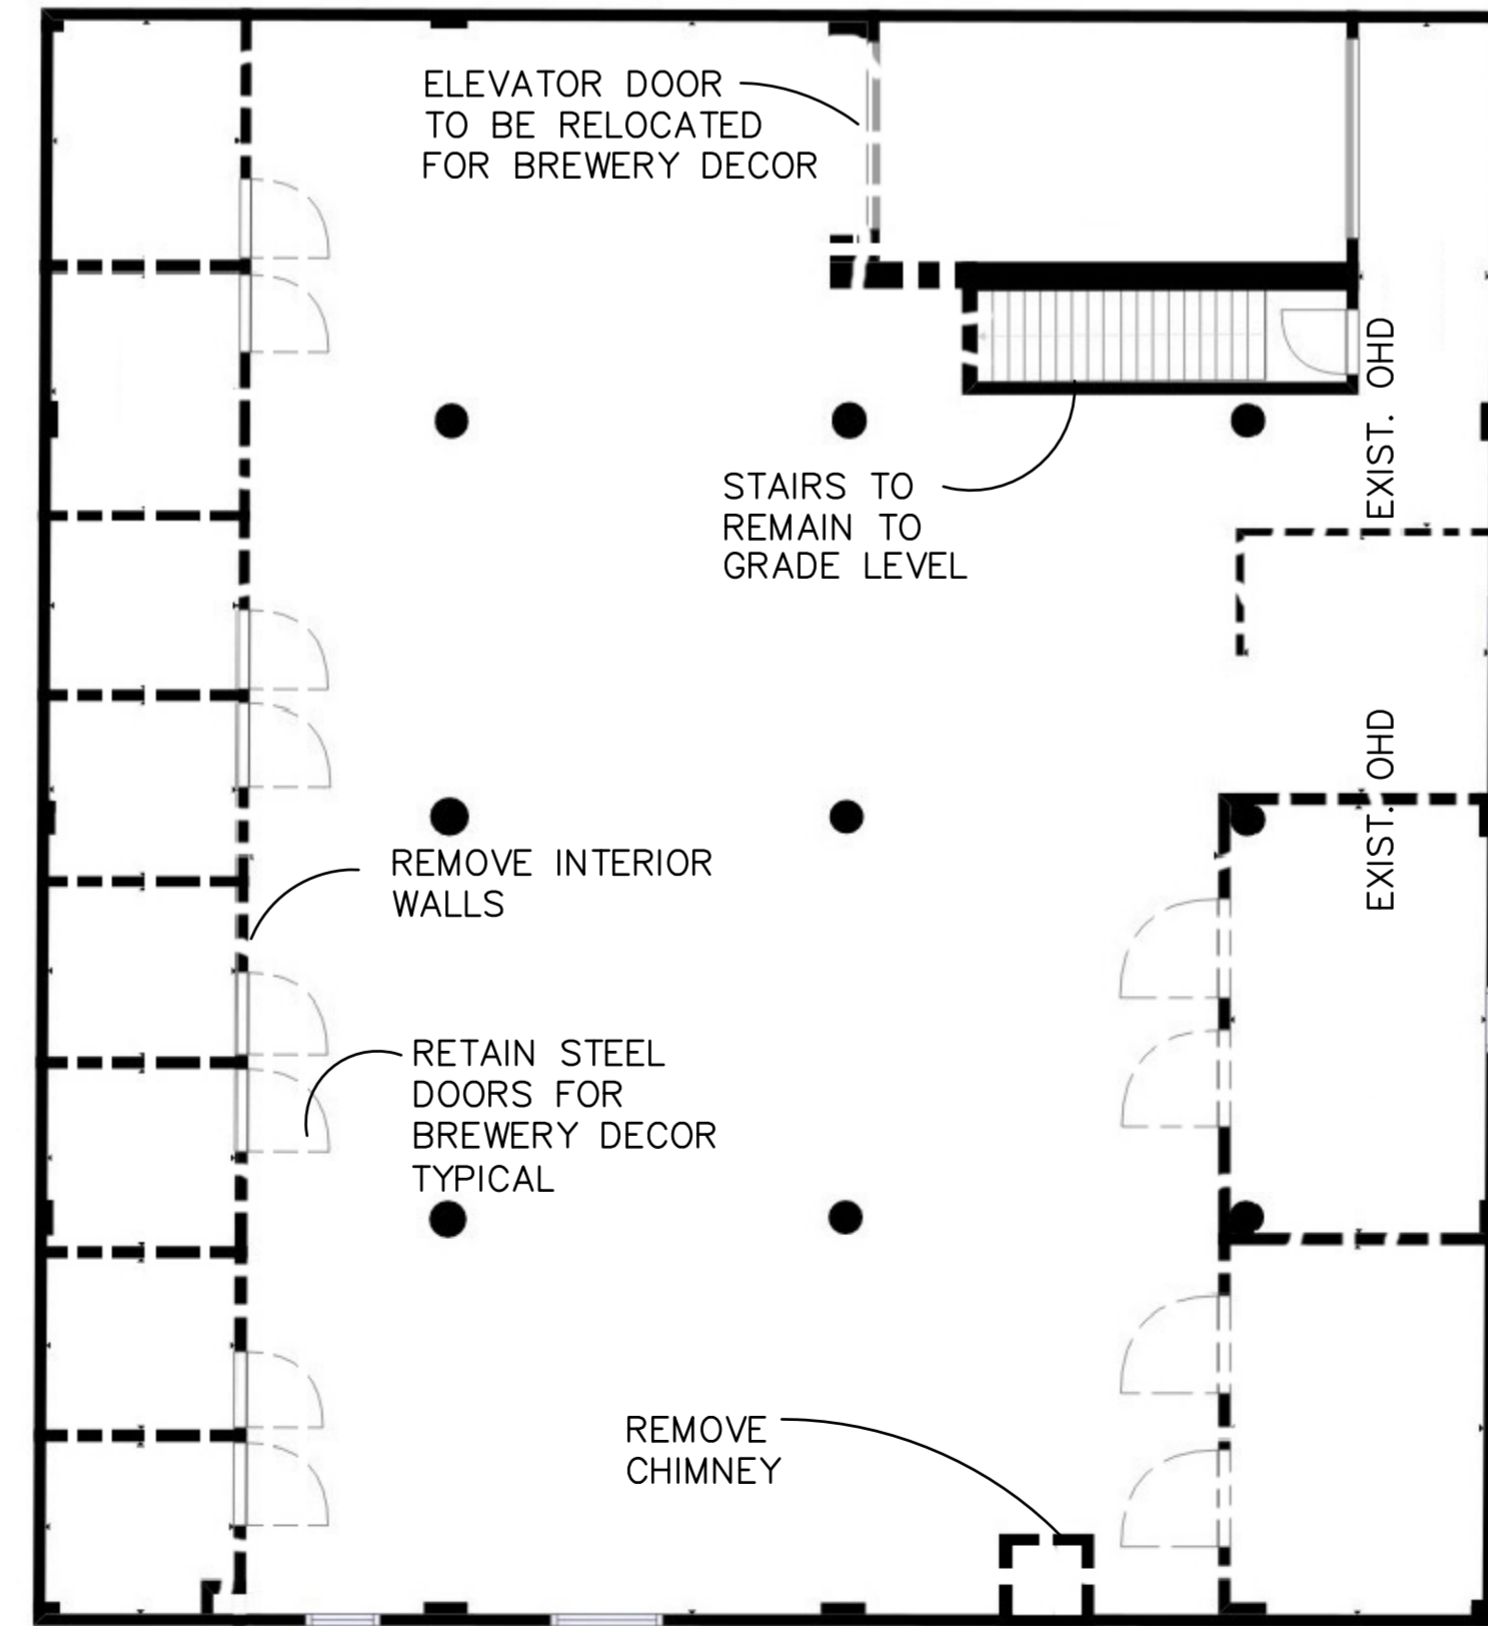 ELEVATOR DOOR
TO BE RELOCATED
FOR BREWERY DECOR
EXIST. OHD
STAIRS TO
REMAIN TO
GRADE LEVEL
EXIST. OHD
REMOVE INTERIOR
WALLS
RETAIN STEEL
DOORS FOR
BREWERY DECOR
TYPICAL
REMOVE
CHIMNEY